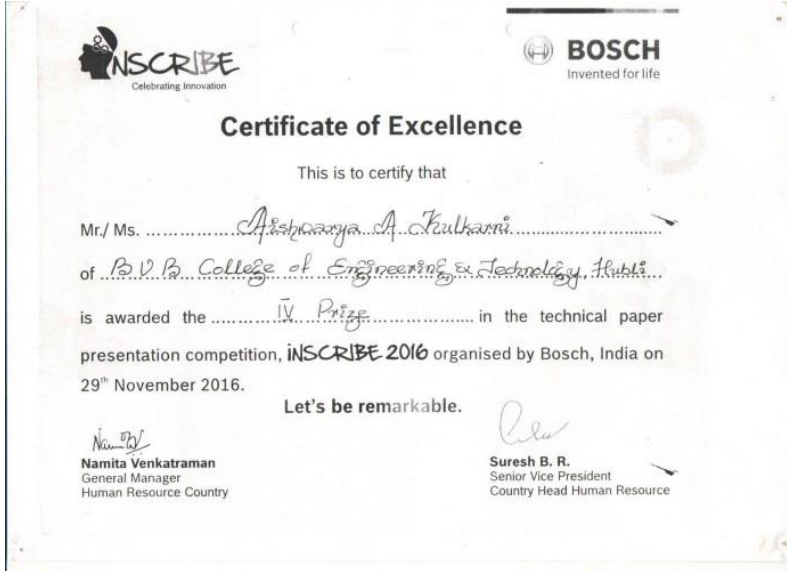 iNSCRIBE
Celebrating Innovation
BOSCH
Invented for life
Certificate of Excellence
This is to certify that
Mr./ Ms. ................ Aishwarya A Kulkarni ................................
of ... B V B College of Engineering & Technology, Hubli ...
is awarded the ................ IV Prize ........................ in the technical paper
presentation competition, iNSCRIBE 2016 organised by Bosch, India on
29th November 2016.
Let's be remarkable.
Namita Venkatraman
General Manager
Human Resource Country
Suresh B. R.
Senior Vice President
Country Head Human Resource